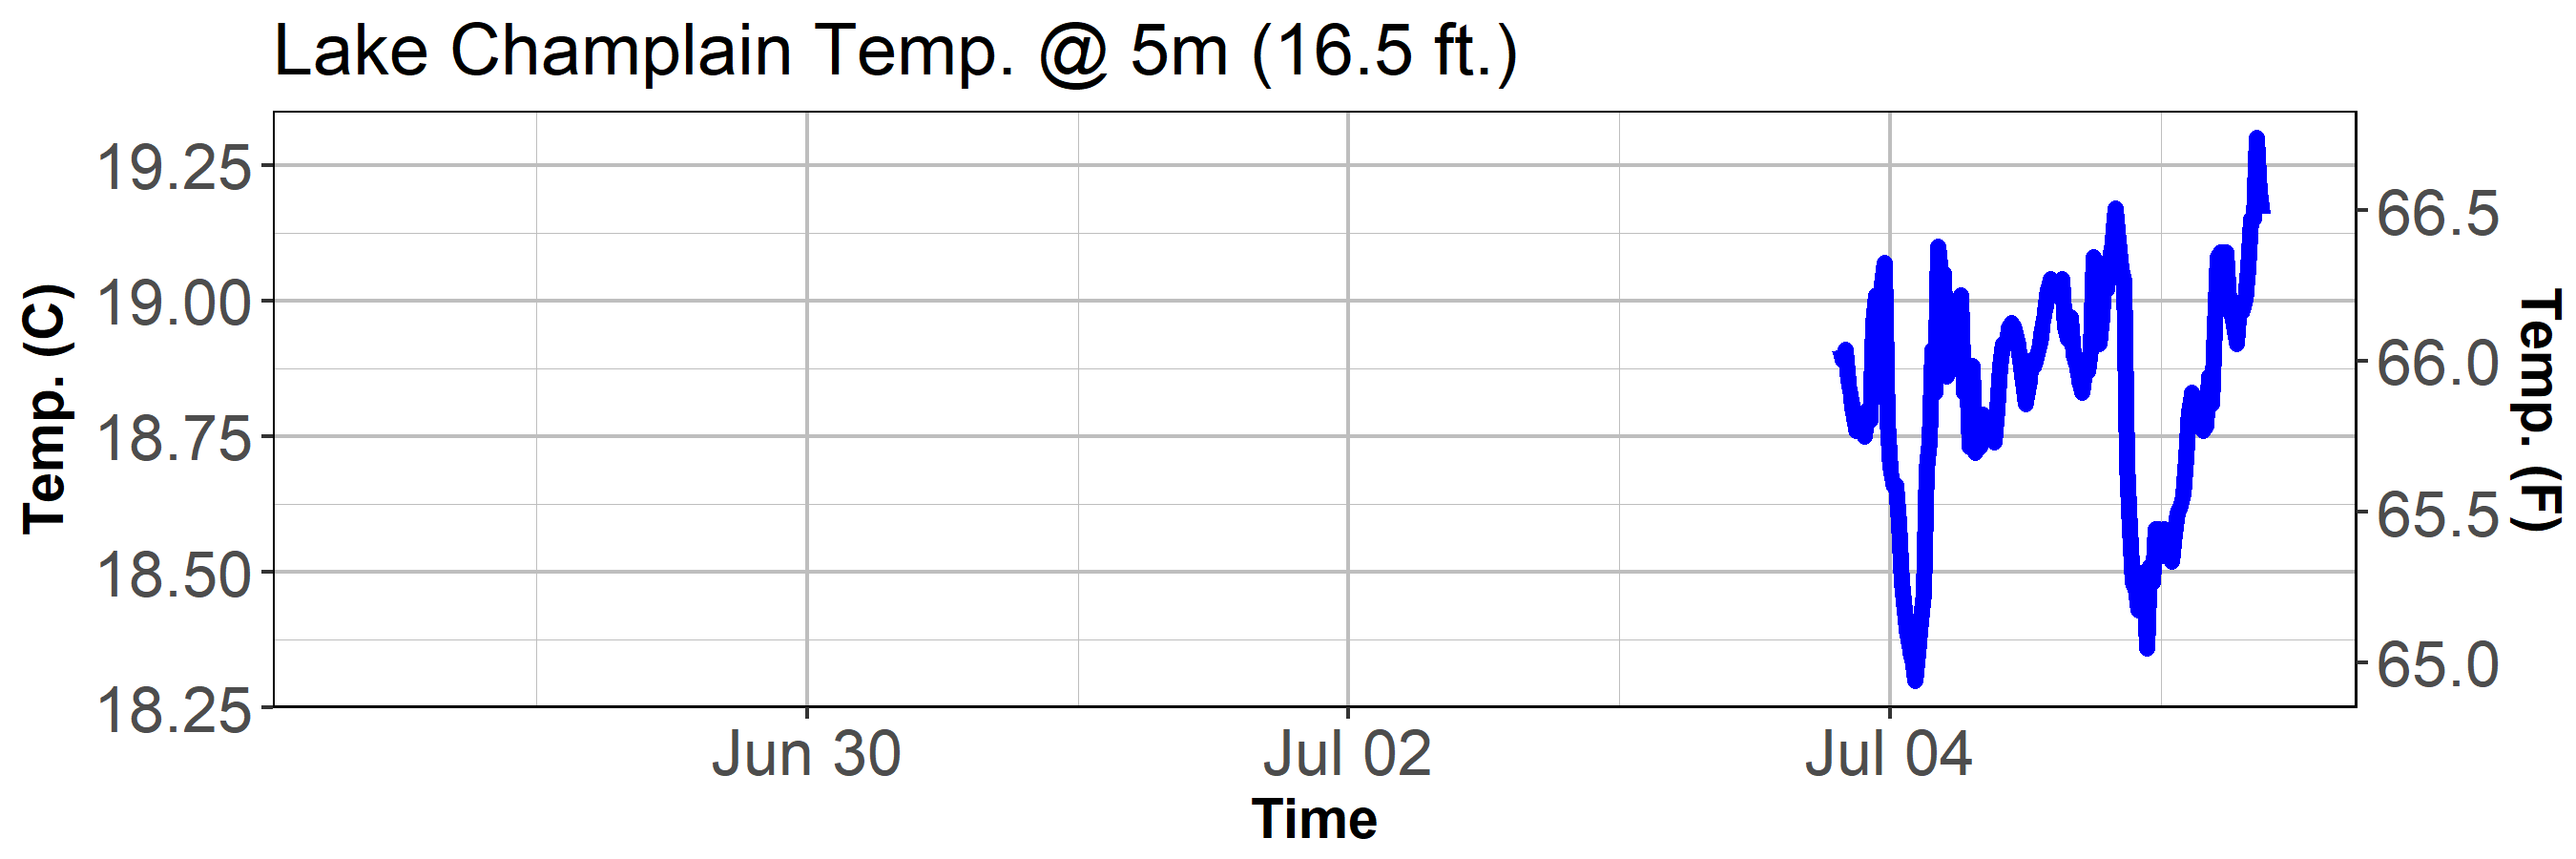 Lake Champlain Temp. @ 5m (16.5 ft.)
Temp. (C)
19.25
19.00
18.75
18.50
18.25
66.5
66.0
65.5
65.0
Temp. (F)
Jun 30
Jul 02
Jul 04
Time